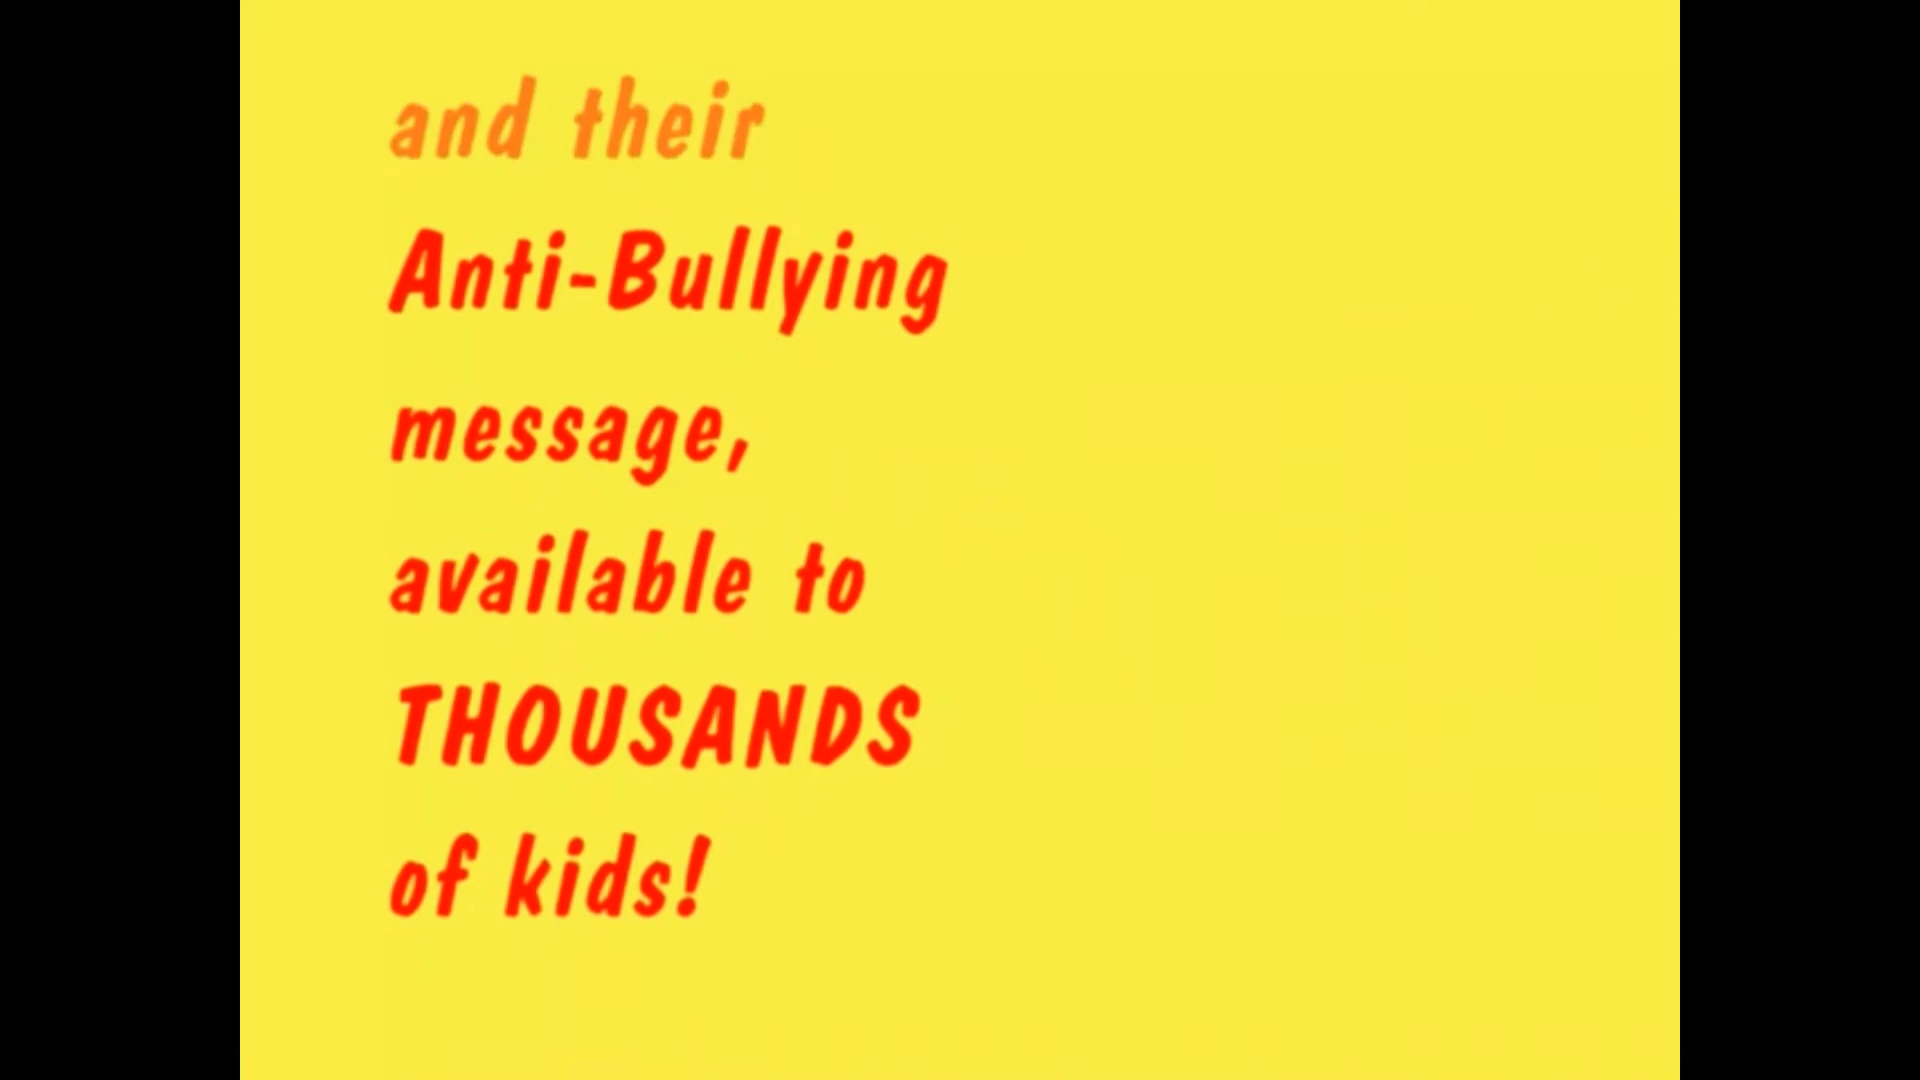 and their
Anti-Bullying
message,
available to
THOUSANDS
of kids!